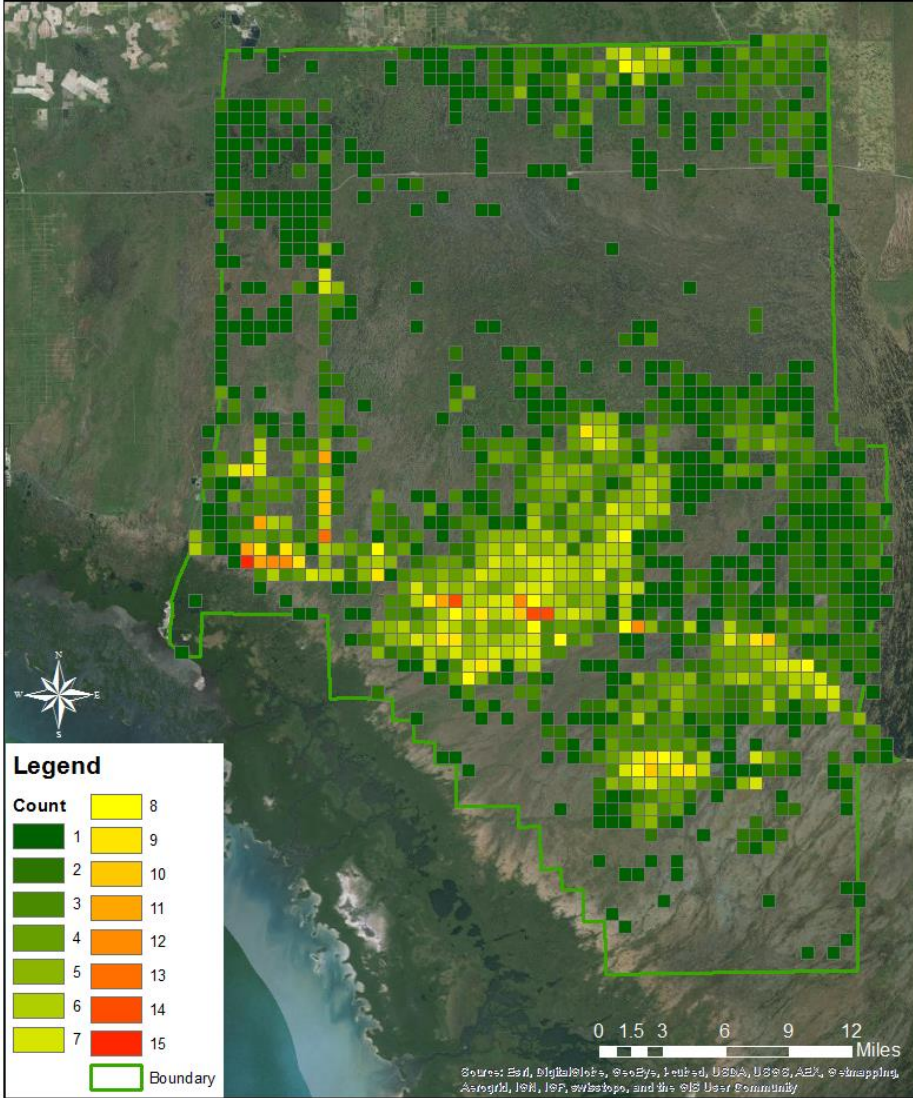 N
W
E
S
Legend
Count
1
2
3
4
5
6
7
8
9
10
11
12
13
14
15
Boundary
0 1.5 3 6 9 12
Miles
Source: Esri, DigitalGlobe, GeoEye, i-cubed, USDA, USGS, AEX, Getmapping,
Aerogrid, IGN, IGP, swisstopo, and the GIS User Community